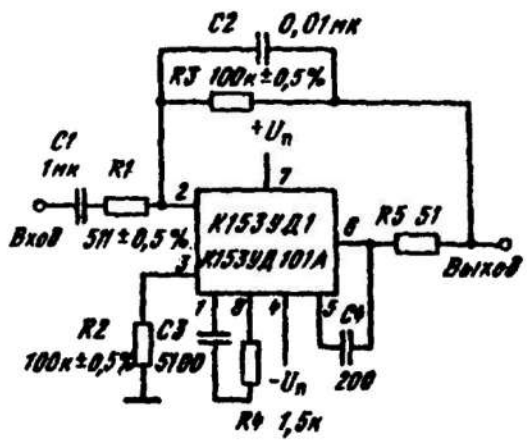 C2 0,01мк
R3 100к±0,5%
+Uп
C1
1мк
R1
2
7
К153УД1
6
R5 51
Вход
5М±0,5%
К153УД101А
Выход
3
1
8
4
5
C4
R2
100к±0,5%
C3
5100
-Uп
200
R4 1,5к